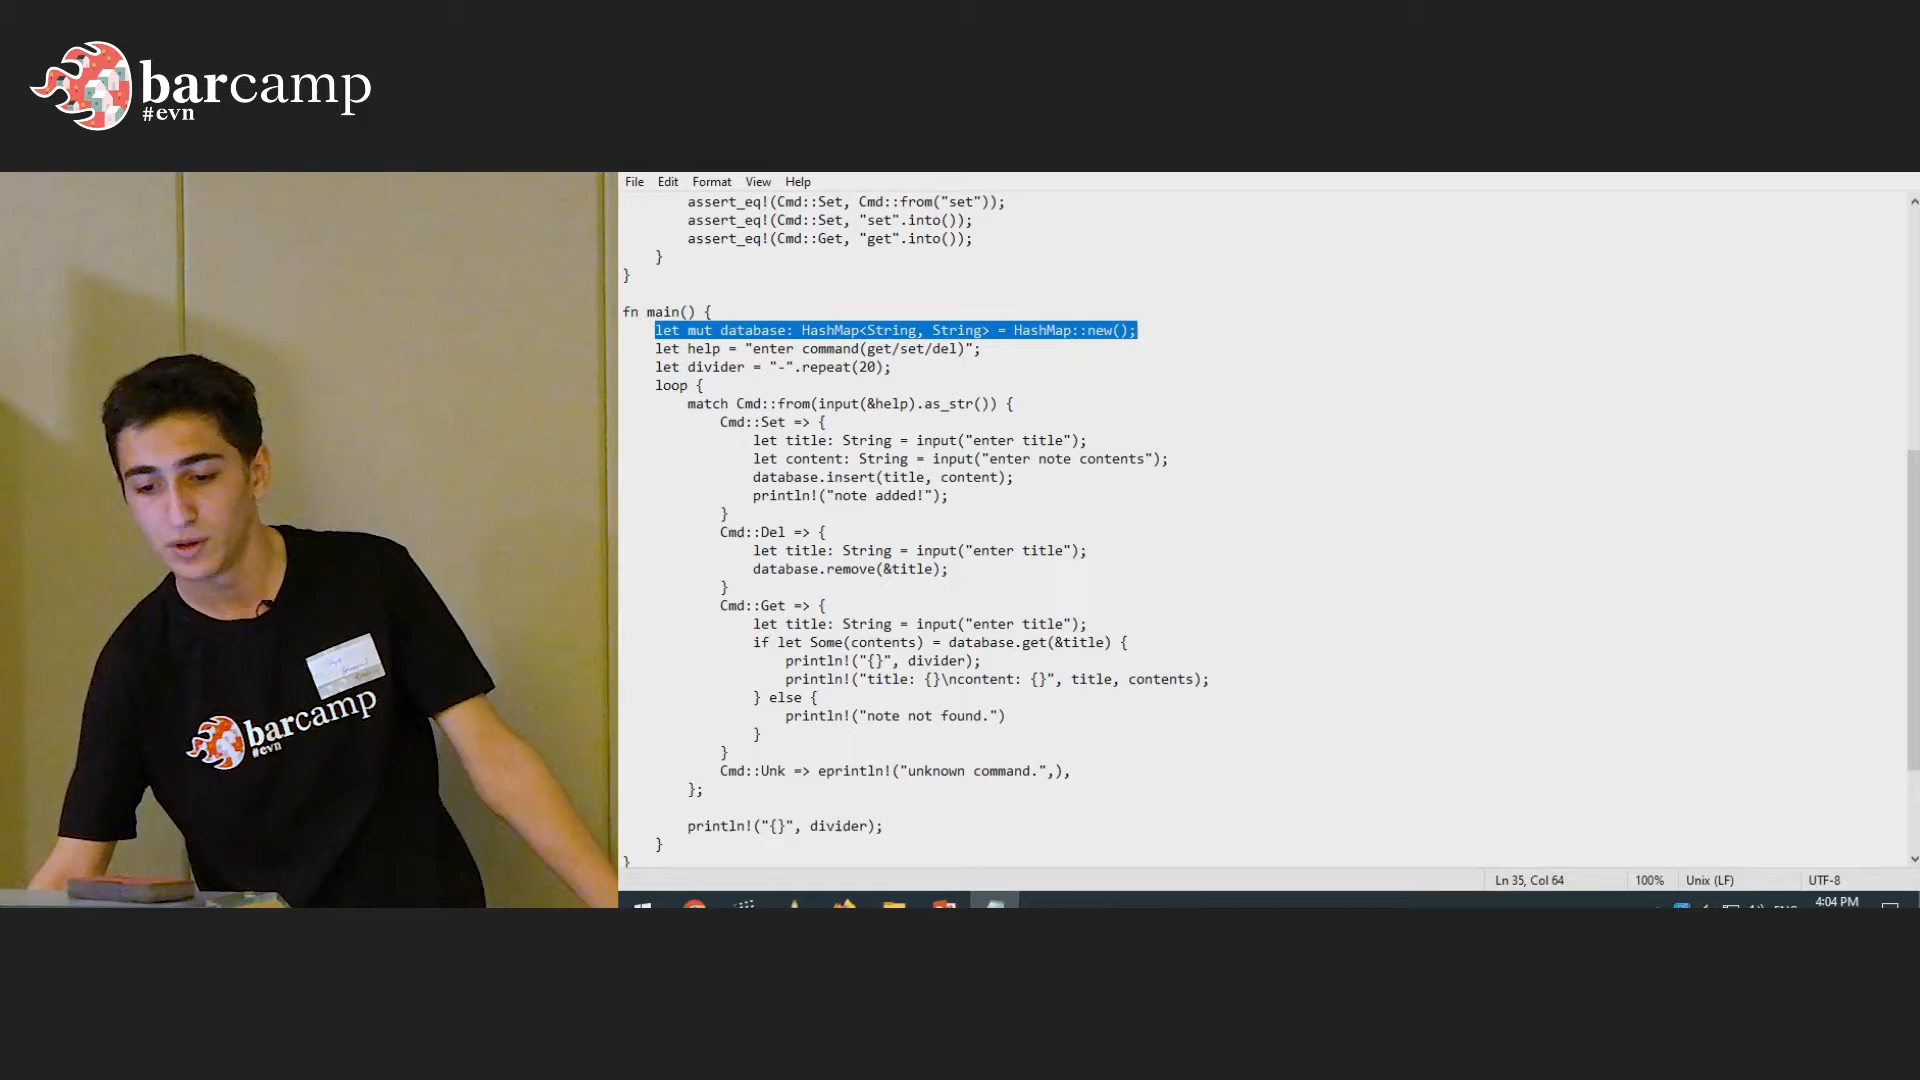 barcamp
#evn
File Edit Format View Help
assert_eq!(Cmd::Set, Cmd::from("set"));
assert_eq!(Cmd::Set, "set".into());
assert_eq!(Cmd::Get, "get".into());
}
}
fn main() {
let mut database: HashMap<String, String> = HashMap::new();
let help = "enter command(get/set/del)";
let divider = "-".repeat(20);
loop {
match Cmd::from(input(&help).as_str()) {
Cmd::Set => {
let title: String = input("enter title");
let content: String = input("enter note contents");
database.insert(title, content);
println!("note added!");
}
Cmd::Del => {
let title: String = input("enter title");
database.remove(&title);
}
Cmd::Get => {
let title: String = input("enter title");
if let Some(contents) = database.get(&title) {
println!("{}", divider);
println!("title: {}\ncontent: {}", title, contents);
} else {
println!("note not found.")
}
}
Cmd::Unk => eprintln!("unknown command.",),
};
println!("{}", divider);
}
}
Ln 35, Col 64 100% Unix (LF) UTF-8
4:04 PM
barcamp
#evn